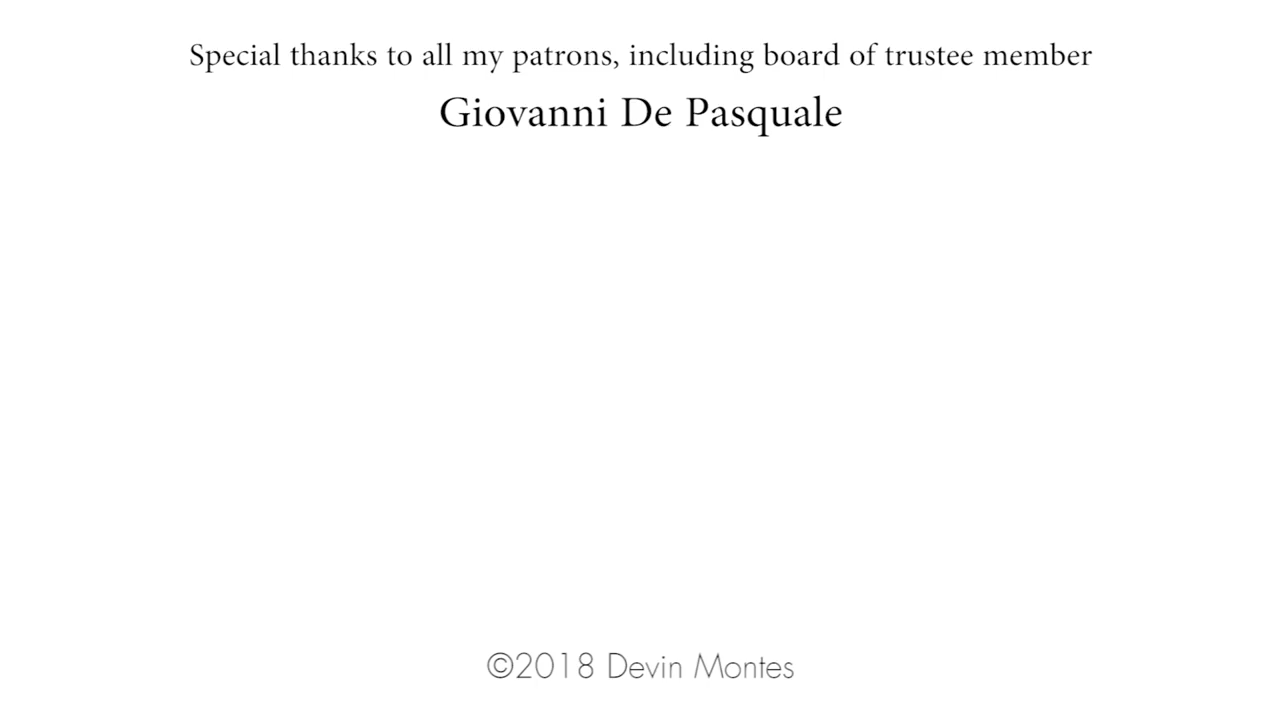 Special thanks to all my patrons, including board of trustee member
Giovanni De Pasquale
©2018 Devin Montes